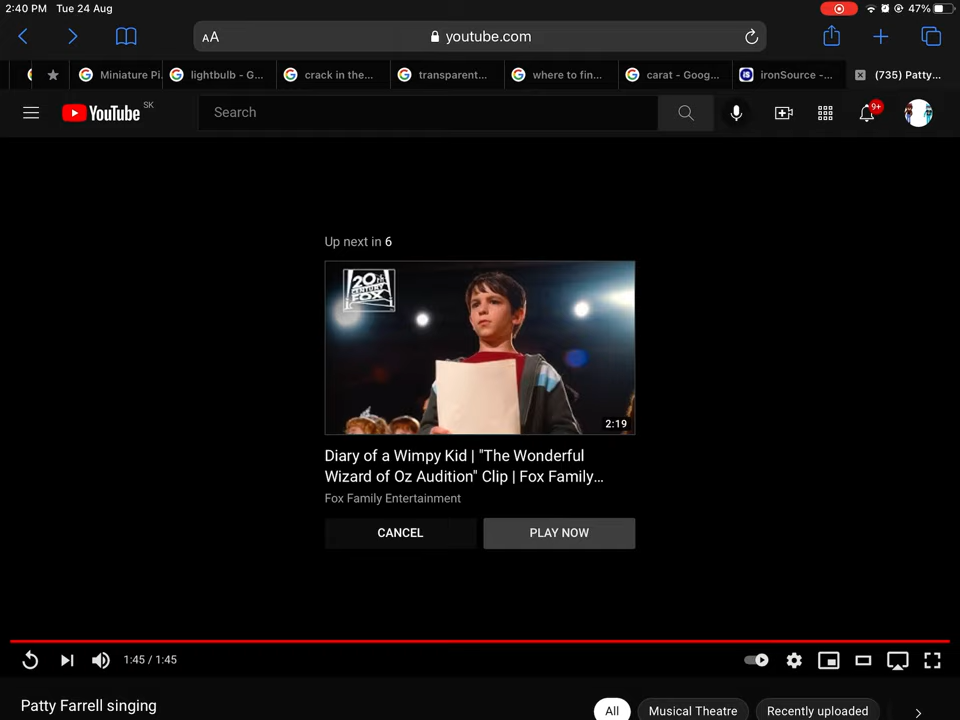 2:40 PM Tue 24 Aug
47%
AA
youtube.com
Miniature Pi
lightbulb - G...
crack in the...
transparent...
where to fin...
carat - Goog...
iS
ironSource -...
(735) Patty...
YouTube SK
Search
9+
Up next in 6
20th CENTURY FOX
2:19
Diary of a Wimpy Kid | "The Wonderful
Wizard of Oz Audition" Clip | Fox Family...
Fox Family Entertainment
CANCEL
PLAY NOW
1:45 / 1:45
Patty Farrell singing
All
Musical Theatre
Recently uploaded